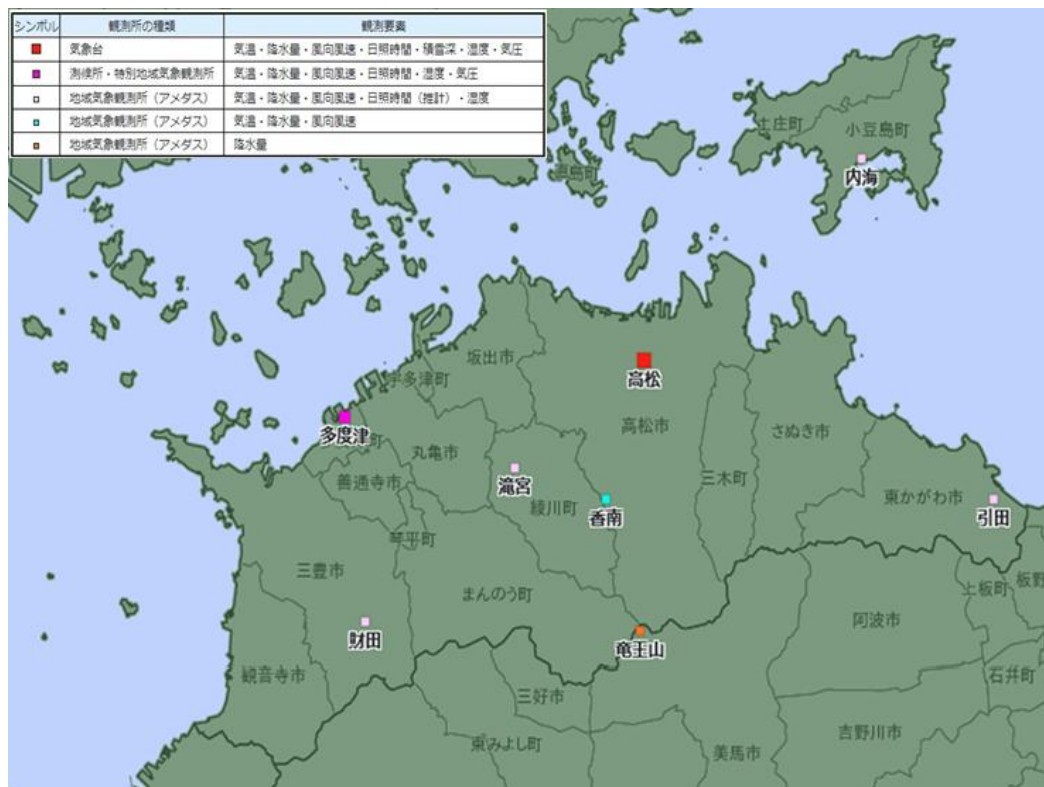 シンボル 観測所の種類 観測要素
気象台 気温・降水量・風向風速・日照時間・積雪深・湿度・気圧
測候所・特別地域気象観測所 気温・降水量・風向風速・日照時間・湿度・気圧
地域気象観測所（アメダス） 気温・降水量・風向風速・日照時間（推計）・湿度
地域気象観測所（アメダス） 気温・降水量・風向風速
地域気象観測所（アメダス）降水量
土庄町
小豆島町
直島町
内海
坂出市
宇多津町
高松
多度津
町
丸亀市
高松市
さぬき市
善通寺市
滝宮
三木町
綾川町
香南
東かがわ市
引田
琴平町
三豊市
まんのう町
上板町
板野
財田
竜王山
阿波市
観音寺市
石井町
三好市
東みよし町
美馬市
吉野川市